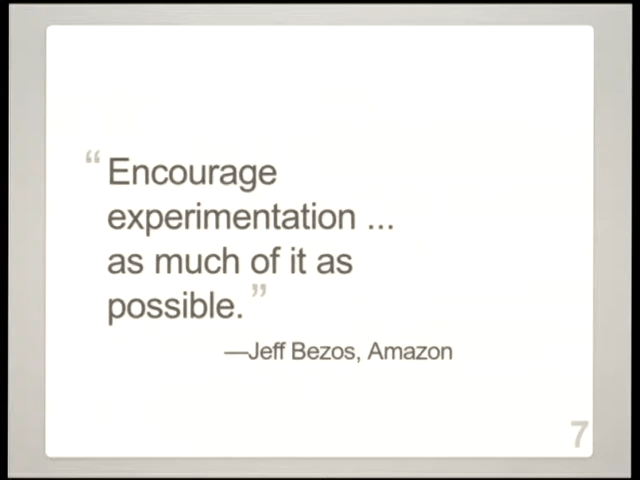 “Encourage
experimentation ...
as much of it as
possible.”
—Jeff Bezos, Amazon
7